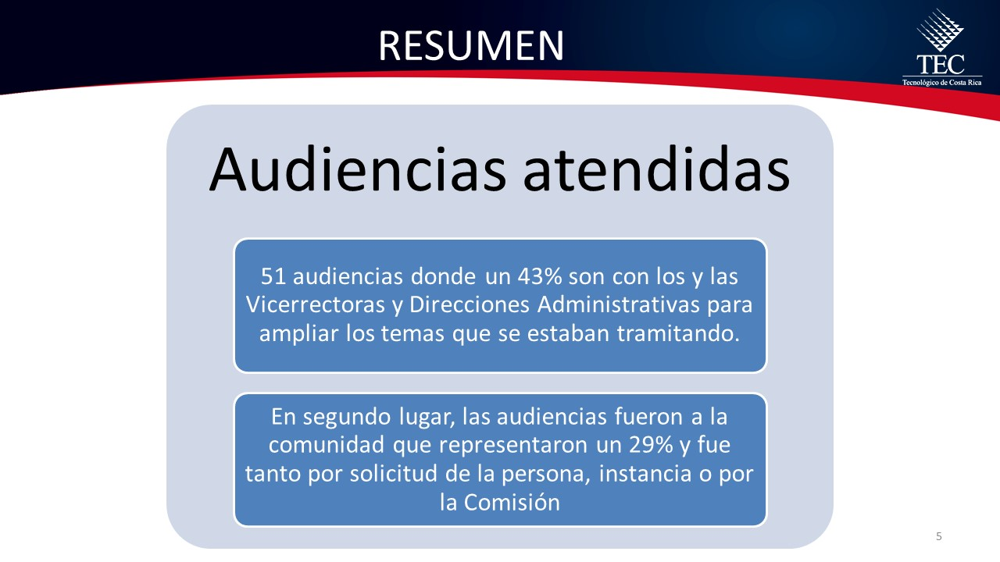 RESUMEN
TEC
Tecnológico de Costa Rica
Audiencias atendidas
51 audiencias donde un 43% son con los y las
Vicerrectoras y Direcciones Administrativas para
ampliar los temas que se estaban tramitando.
En segundo lugar, las audiencias fueron a la
comunidad que representaron un 29% y fue
tanto por solicitud de la persona, instancia o por
la Comisión
5